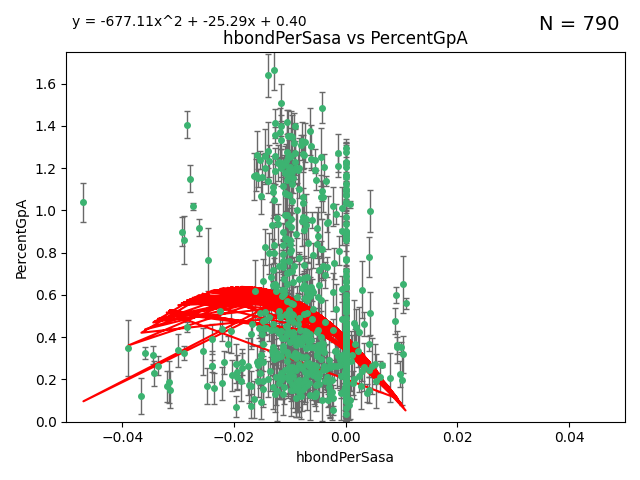 y = -677.11x^2 + -25.29x + 0.40
N = 790
hbondPerSasa vs PercentGpA
1.6
1.4
1.2
1.0
0.8
0.6
0.4
0.2
0.0
PercentGpA
−0.04
−0.02
0.00
0.02
0.04
hbondPerSasa